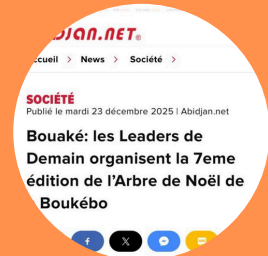 DJAN.NET
ccueil > News > Société >
SOCIÉTÉ
Publié le mardi 23 décembre 2025 | Abidjan.net
Bouaké: les Leaders de
Demain organisent la 7eme
édition de l'Arbre de Noël de
Boukébo